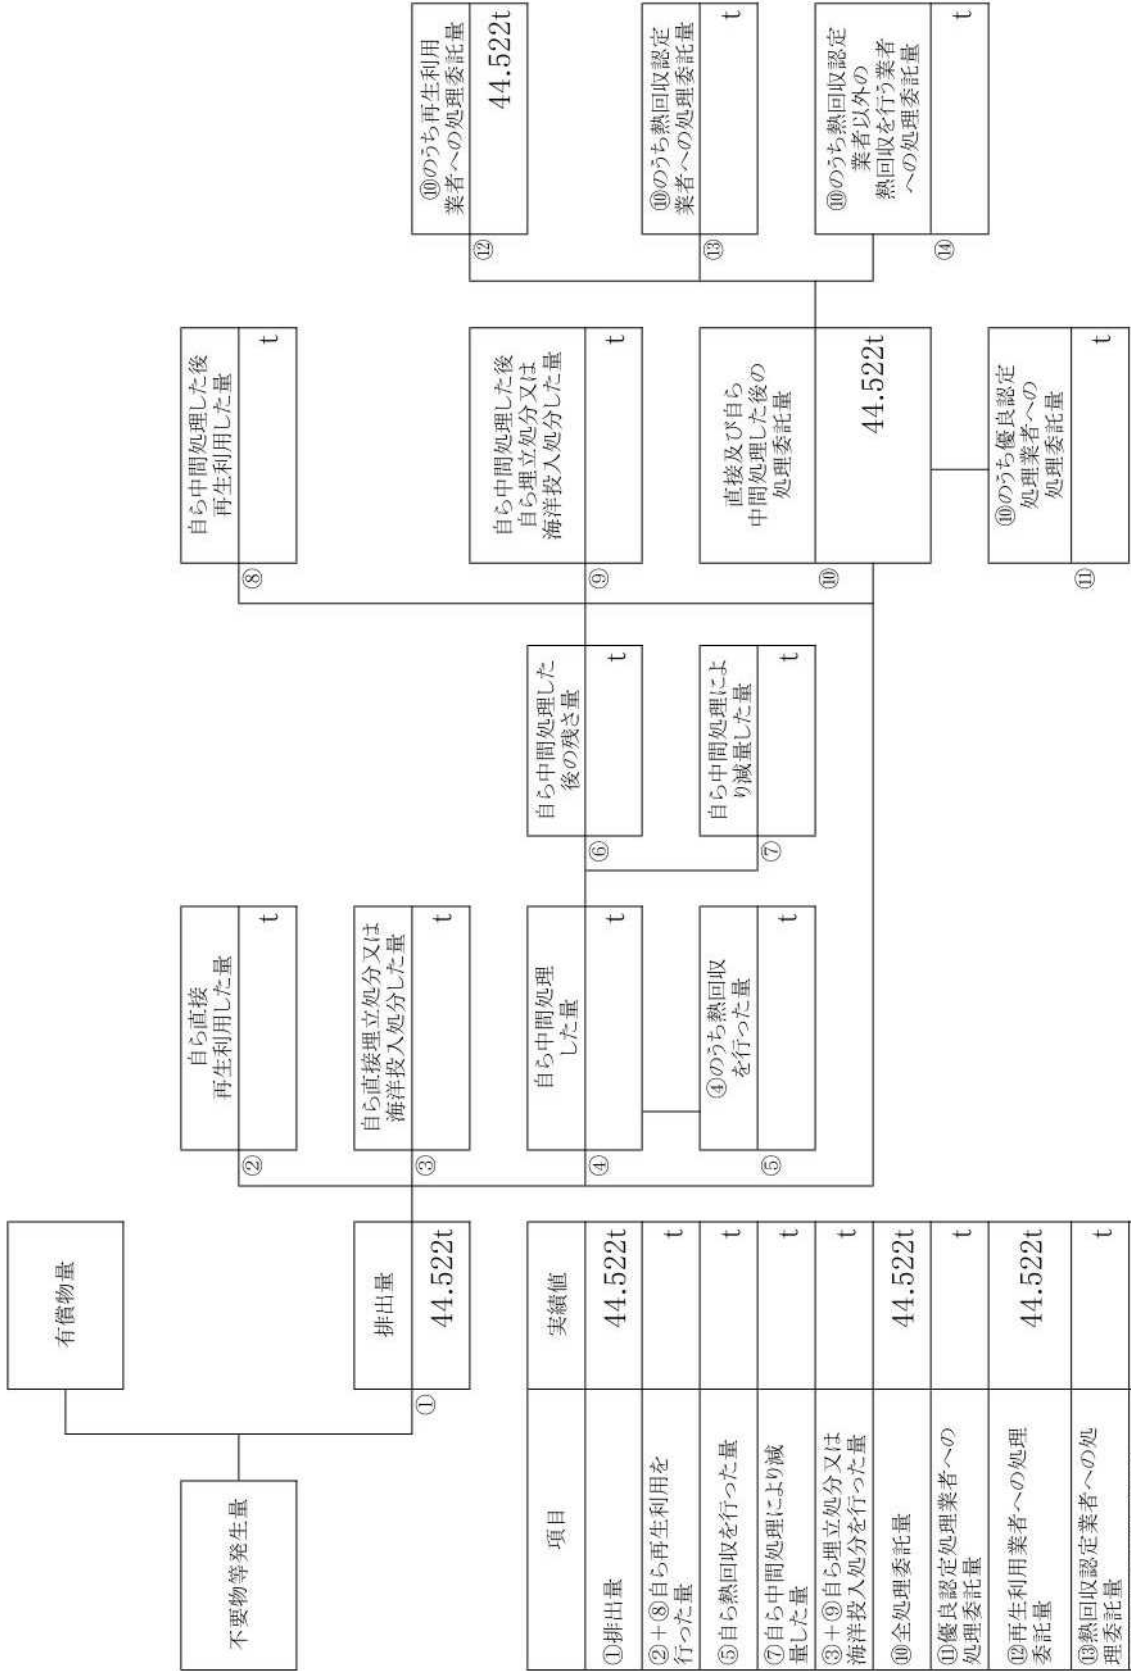 不要物等発生量
有償物量
排出量
①
44.522t
自ら直接
再生利用した量
②
t
自ら直接埋立処分又は
海洋投入処分した量
③
t
自ら中間処理
した量
④
t
④のうち熱回収
を行った量
⑤
t
自ら中間処理した
後の残さ量
⑥
t
自ら中間処理によ
り減量した量
⑦
t
自ら中間処理した後
再生利用した量
⑧
t
自ら中間処理した後
自ら埋立処分又は
海洋投入処分した量
⑨
t
直接及び自ら
中間処理した後の
処理委託量
⑩
44.522t
⑩のうち優良認定
処理業者への
処理委託量
⑪
t
⑩のうち再生利用
業者への処理委託量
⑫
44.522t
⑩のうち熱回収認定
業者への処理委託量
⑬
t
⑩のうち熱回収認定
業者以外の
熱回収を行う業者
への処理委託量
⑭
t
項目 実績値
①排出量 44.522t
②+⑧自ら再生利用を
行った量 t
⑤自ら熱回収を行った量 t
⑦自ら中間処理により減
量した量 t
③+⑨自ら埋立処分又は
海洋投入処分を行った量 t
⑩全処理委託量 44.522t
⑪優良認定処理業者への
処理委託量 t
⑫再生利用業者への処理
委託量 44.522t
⑬熱回収認定業者への処
理委託量 t